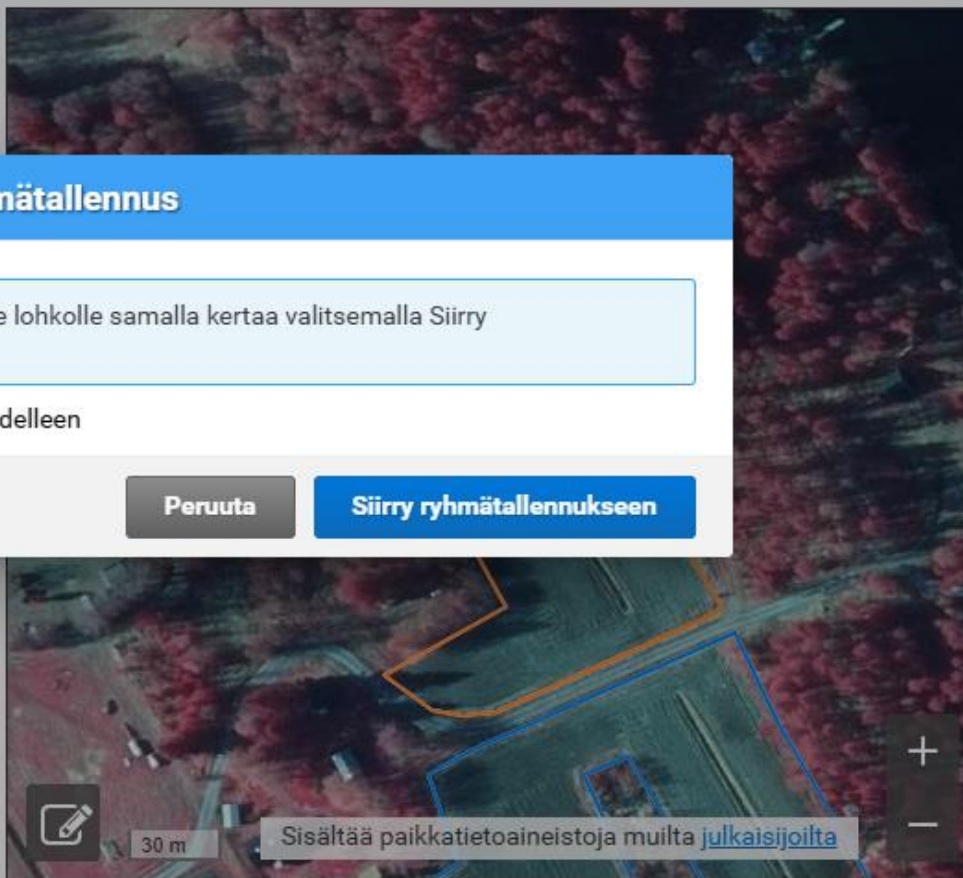 mätallennus
e lohkolle samalla kertaa valitsemalla Siirry
delleen
Peruuta
Siirry ryhmätallennukseen
30 m
Sisältää paikkatietoaineistoja muilta julkaisijoilta